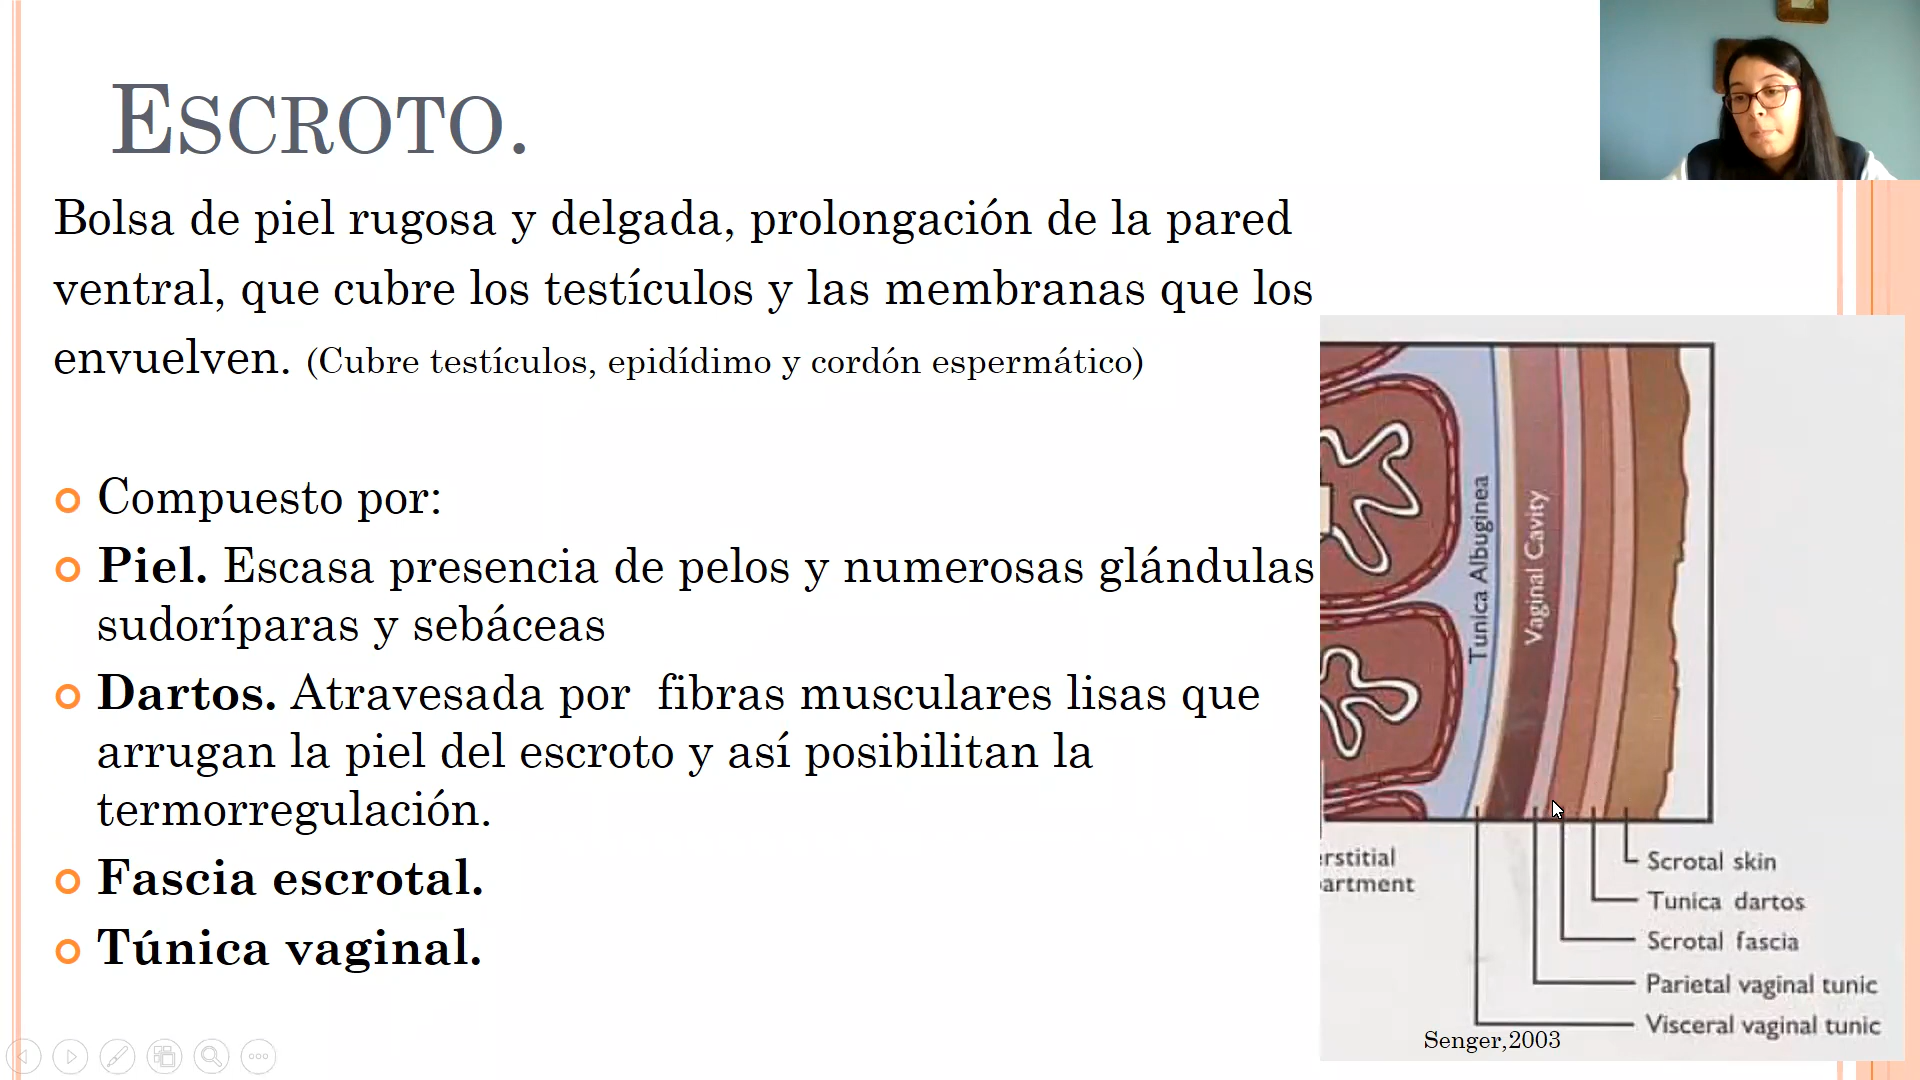 ESCROTO.
Bolsa de piel rugosa y delgada, prolongación de la pared
ventral, que cubre los testículos y las membranas que los
envuelven. (Cubre testículos, epidídimo y cordón espermático)
Compuesto por:
Piel. Escasa presencia de pelos y numerosas glándulas
sudoríparas y sebáceas
Dartos. Atravesada por fibras musculares lisas que
arrugan la piel del escroto y así posibilitan la
termorregulación.
Fascia escrotal.
Túnica vaginal.
Tunica Albuginea
Vaginal Cavity
erstitial
artment
Scrotal skin
Tunica dartos
Scrotal fascia
Parietal vaginal tunic
Visceral vaginal tunic
Senger,2003